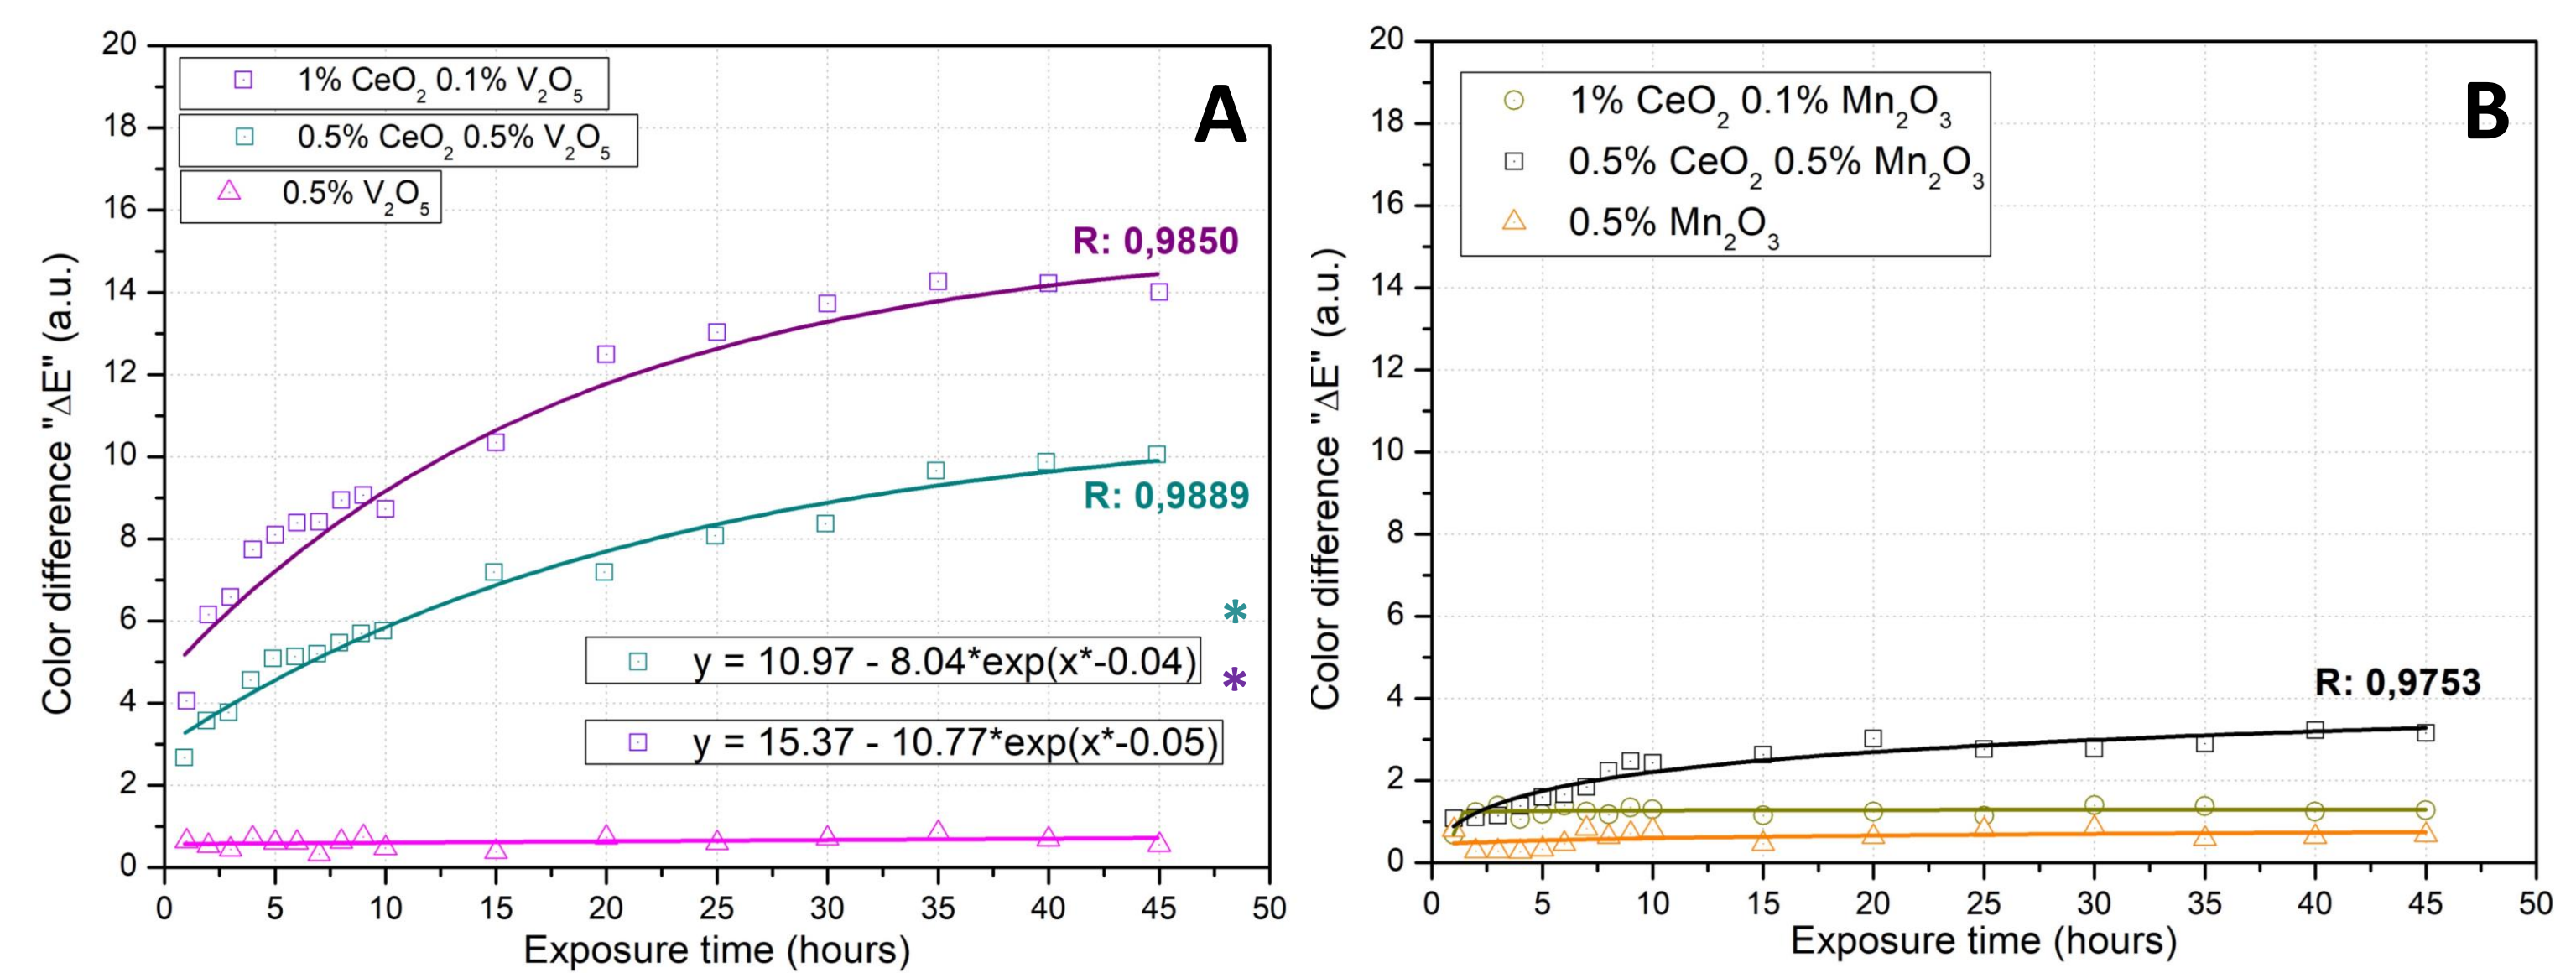 20
18
16
14
12
10
8
6
4
2
0
Color difference "ΔE" (a.u.)
1% CeO₂ 0.1% V₂O₅
0.5% CeO₂ 0.5% V₂O₅
0.5% V₂O₅
A
R: 0,9850
R: 0,9889
*
y = 10.97 - 8.04*exp(x*-0.04)
*
y = 15.37 - 10.77*exp(x*-0.05)
0 5 10 15 20 25 30 35 40 45 50
Exposure time (hours)
20
18
16
14
12
10
8
6
4
2
0
Color difference "ΔE" (a.u.)
1% CeO₂ 0.1% Mn₂O₃
0.5% CeO₂ 0.5% Mn₂O₃
0.5% Mn₂O₃
B
R: 0,9753
0 5 10 15 20 25 30 35 40 45 50
Exposure time (hours)